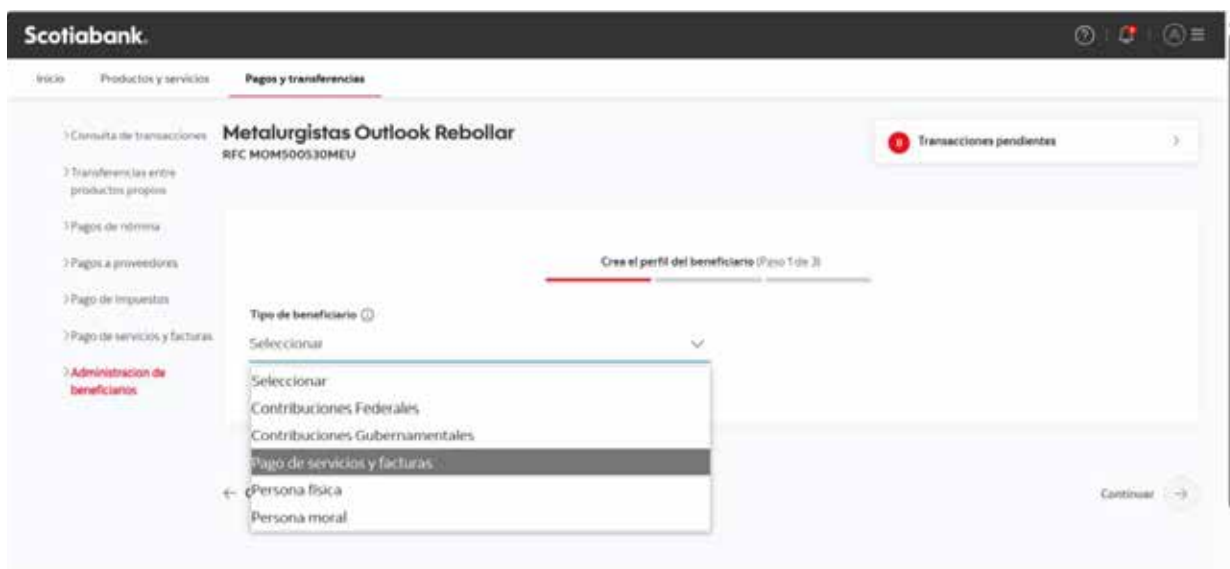 Scotiabank.
Inicio Productos y servicios Pagos y transferencias
Consulta de transacciones
Transferencias entre
productos propios
Pagos de nómina
Pagos a proveedores
Pago de impuestos
Pago de servicios y facturas
Administracion de
beneficiarios
Metalurgistas Outlook Rebollar
RFC MOM500530MEU
Transacciones pendientes
Crea el perfil del beneficiario (Paso 1 de 3)
Tipo de beneficiario
Seleccionar
Seleccionar
Contribuciones Federales
Contribuciones Gubernamentales
Pago de servicios y facturas
Persona física
Persona moral
Continuar